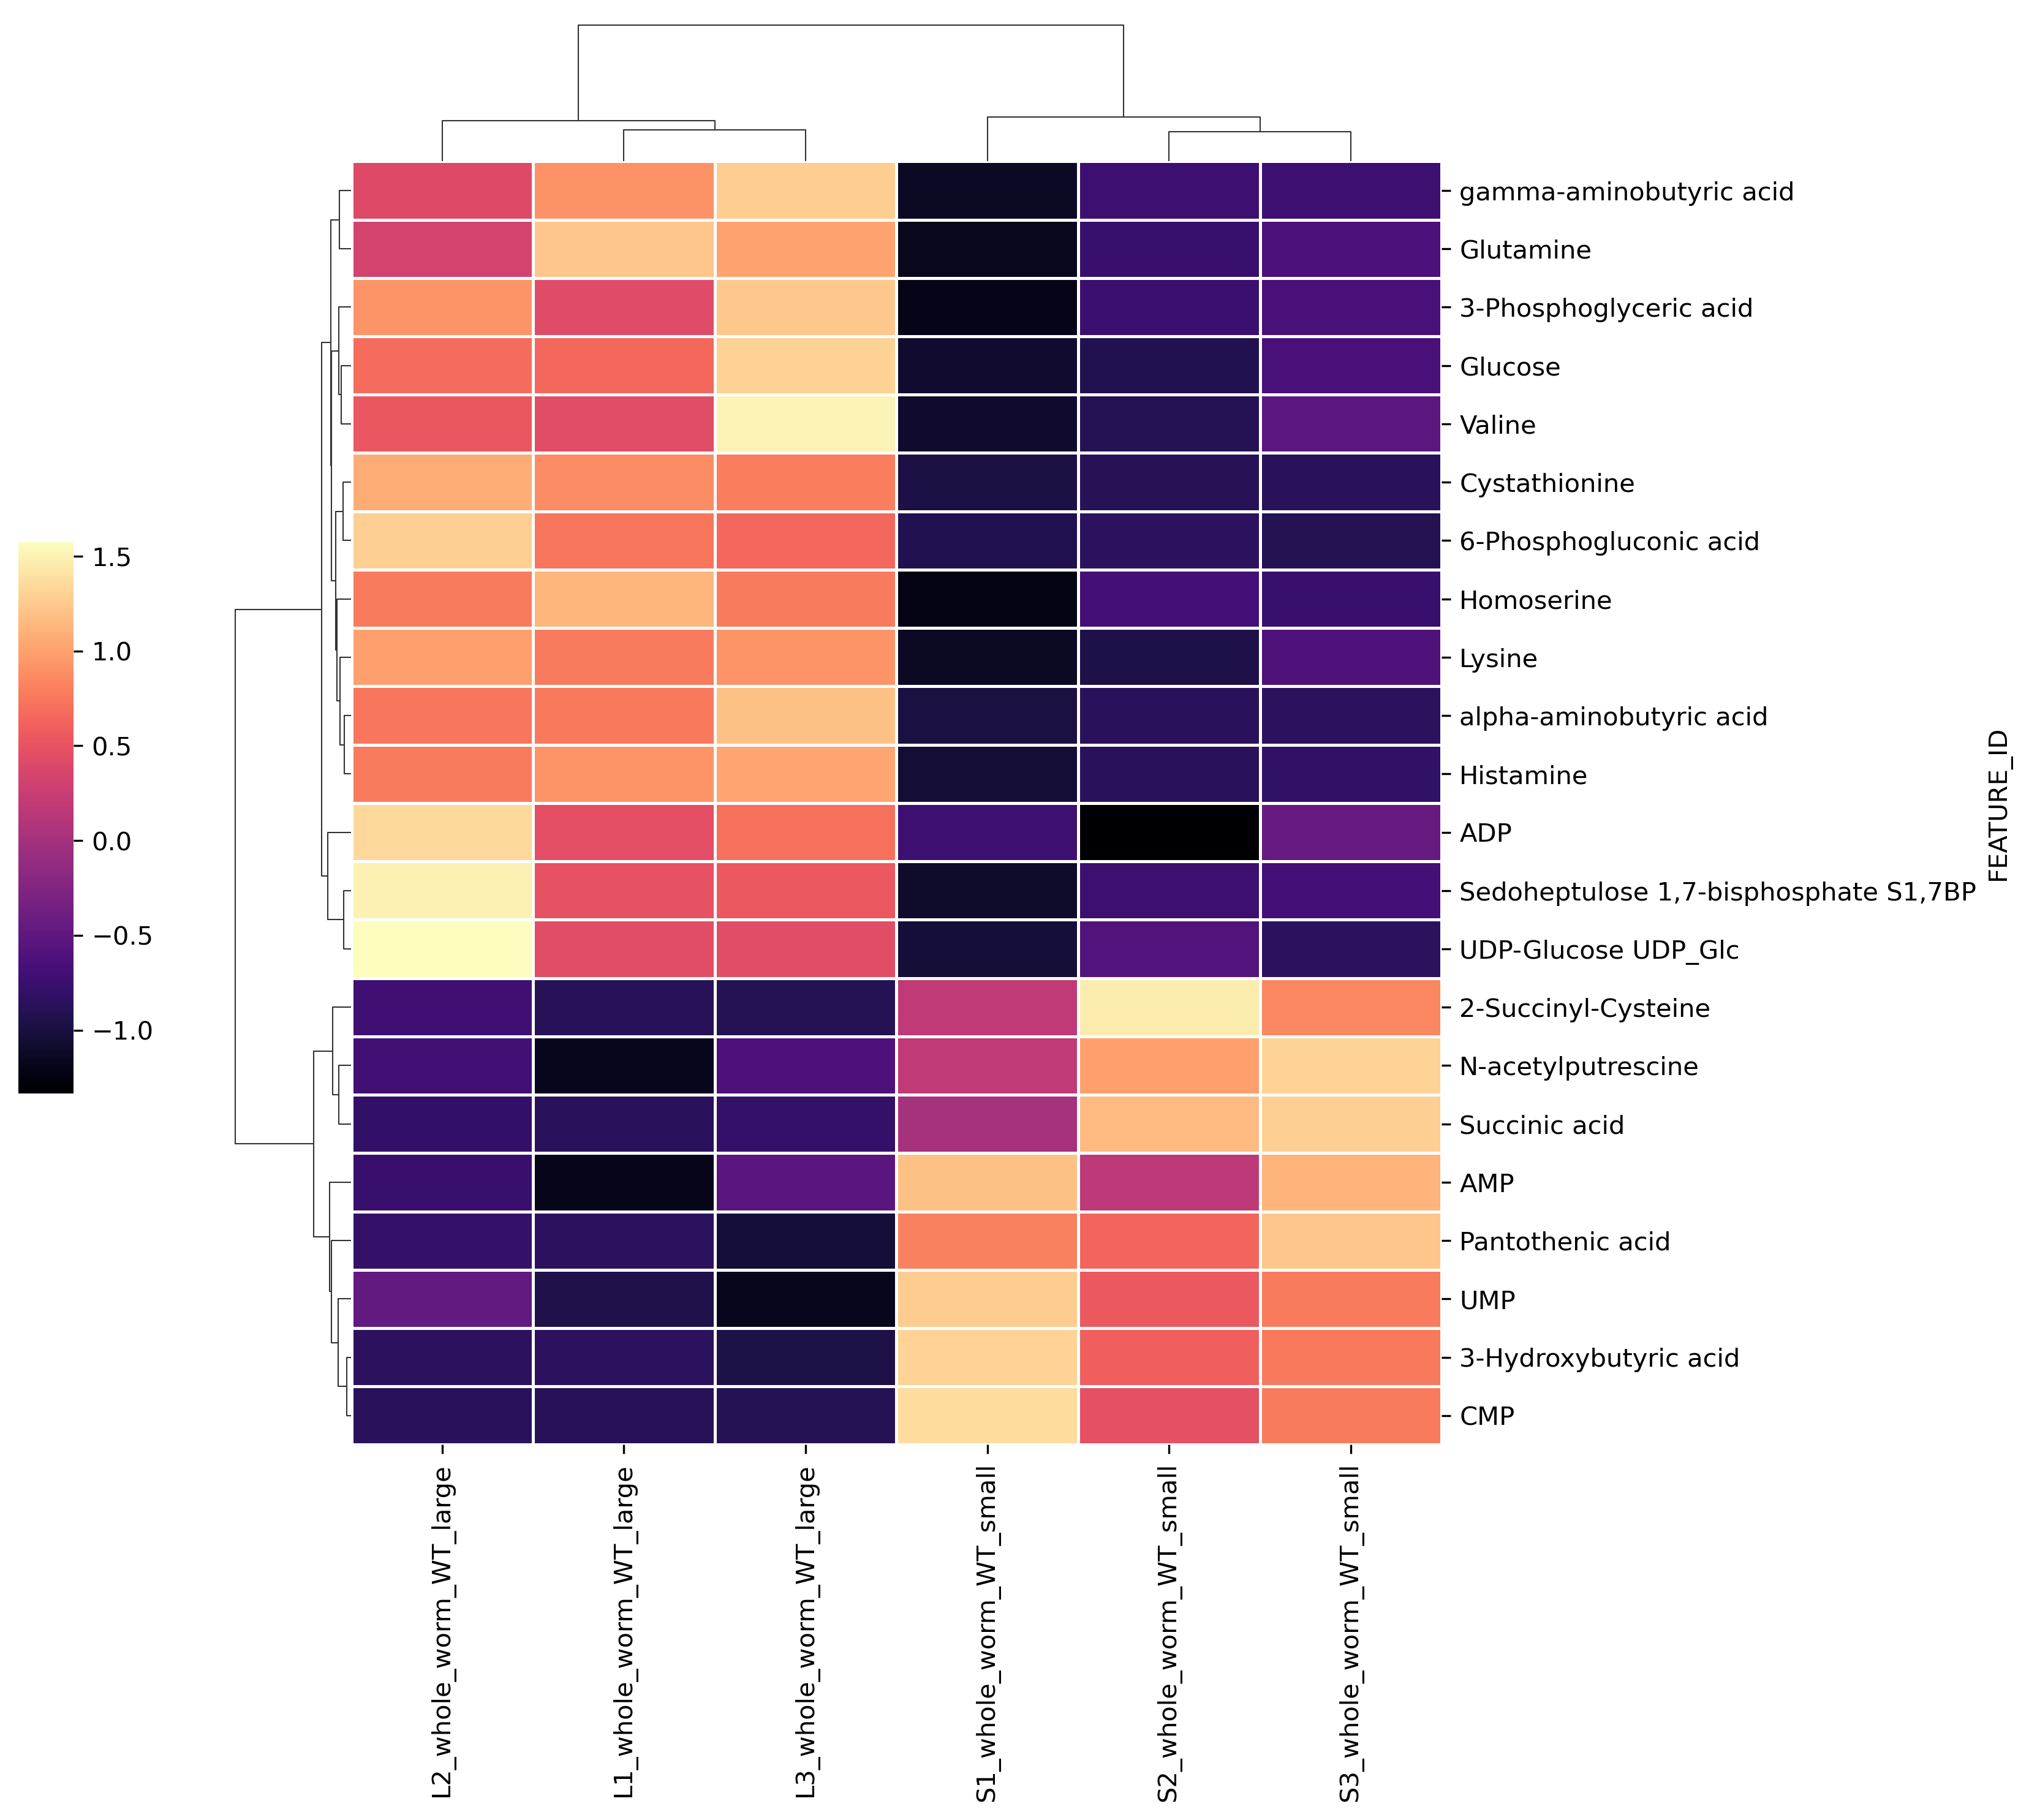 gamma-aminobutyric acid
Glutamine
3-Phosphoglyceric acid
Glucose
Valine
Cystathionine
6-Phosphogluconic acid
Homoserine
Lysine
alpha-aminobutyric acid
Histamine
ADP
Sedoheptulose 1,7-bisphosphate S1,7BP
UDP-Glucose UDP_Glc
2-Succinyl-Cysteine
N-acetylputrescine
Succinic acid
AMP
Pantothenic acid
UMP
3-Hydroxybutyric acid
CMP
FEATURE_ID
1.5
1.0
0.5
0.0
−0.5
−1.0
L2_whole_worm_WT_large
L1_whole_worm_WT_large
L3_whole_worm_WT_large
S1_whole_worm_WT_small
S2_whole_worm_WT_small
S3_whole_worm_WT_small